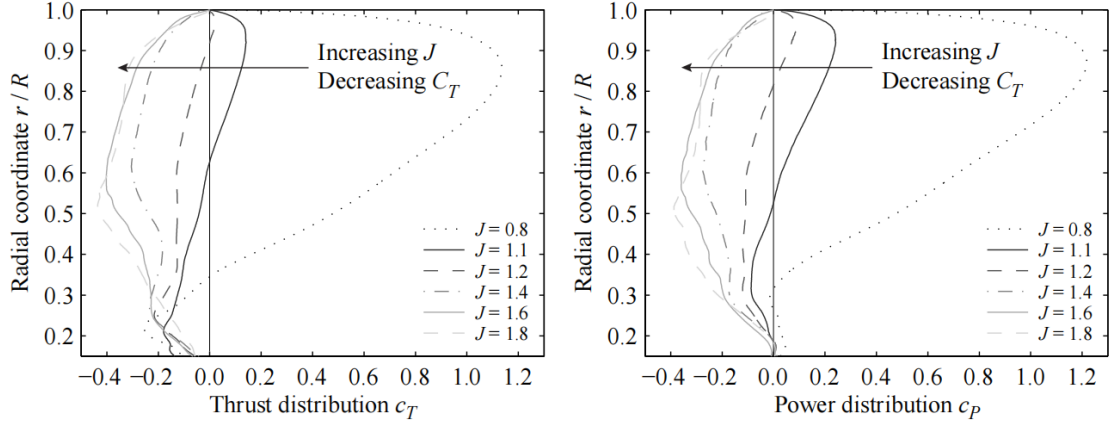 1.0
0.9
0.8
0.7
0.6
0.5
0.4
0.3
0.2
Radial coordinate r / R
Increasing J
Decreasing C_T
J = 0.8
J = 1.1
J = 1.2
J = 1.4
J = 1.6
J = 1.8
−0.4 −0.2 0.0 0.2 0.4 0.6 0.8 1.0 1.2
Thrust distribution c_T
1.0
0.9
0.8
0.7
0.6
0.5
0.4
0.3
0.2
Radial coordinate r / R
Increasing J
Decreasing C_T
J = 0.8
J = 1.1
J = 1.2
J = 1.4
J = 1.6
J = 1.8
−0.4 −0.2 0.0 0.2 0.4 0.6 0.8 1.0 1.2
Power distribution c_P